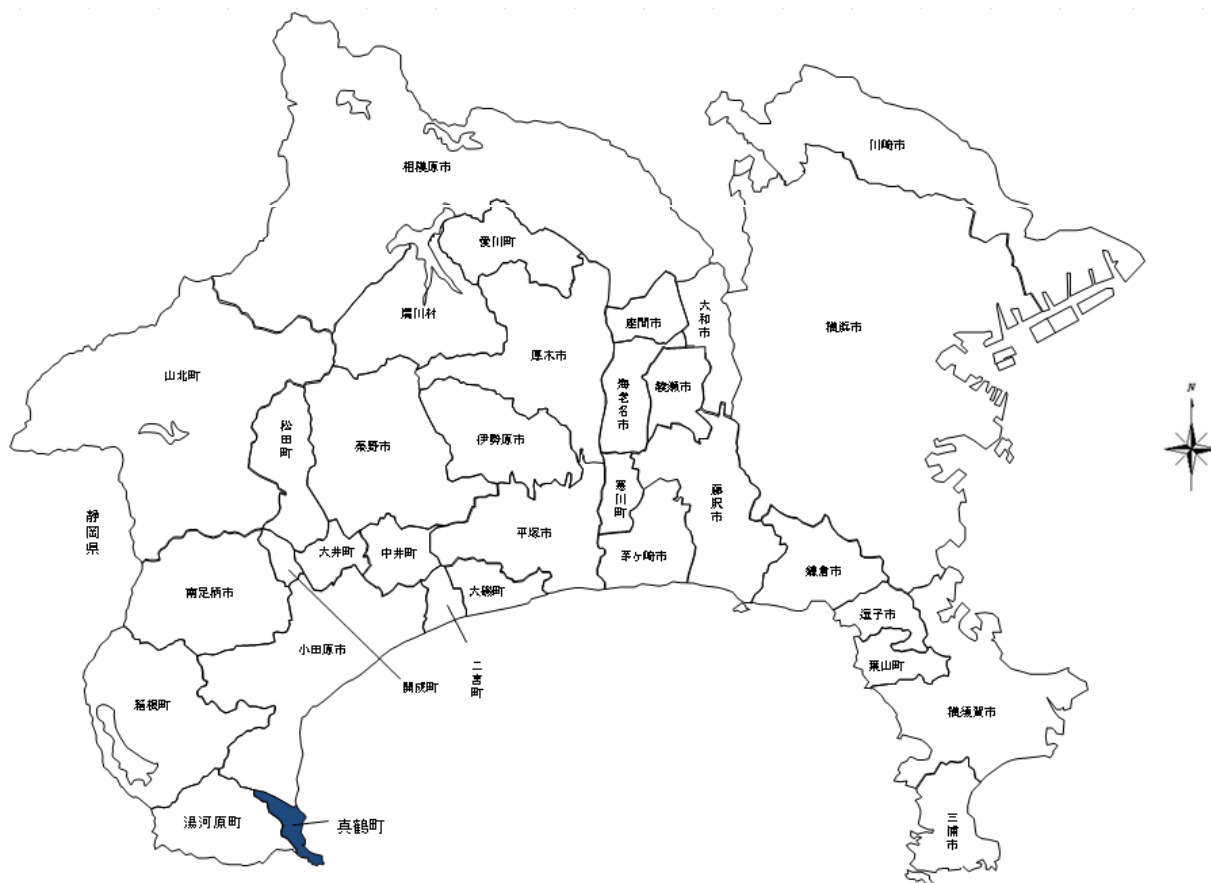 川崎市
相模原市
愛川町
清川村
座間市
大和市
横浜市
厚木市
山北町
海老名市
綾瀬市
松田町
秦野市
伊勢原市
N
寒川町
藤沢市
静岡県
平塚市
大井町
中井町
茅ヶ崎市
鎌倉市
南足柄市
大磯町
逗子市
小田原市
葉山町
二宮町
開成町
箱根町
横須賀市
湯河原町
真鶴町
三浦市